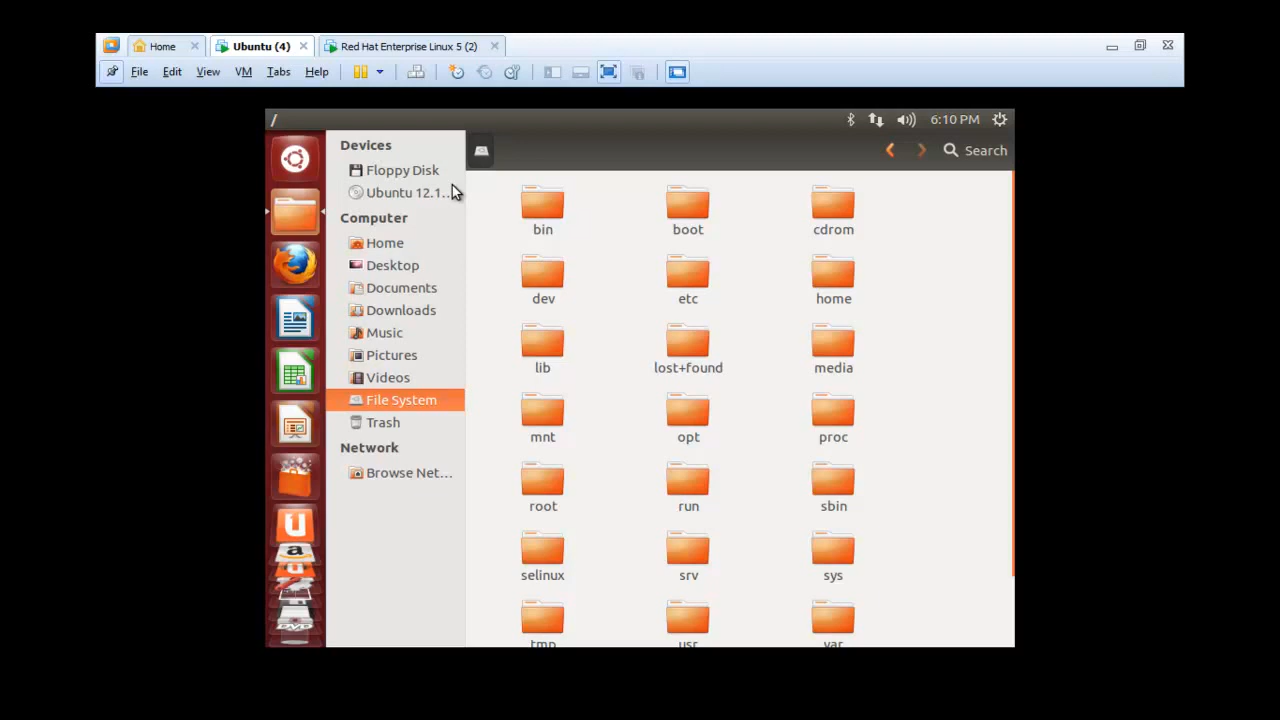 Home
Ubuntu (4)
Red Hat Enterprise Linux 5 (2)
File Edit View VM Tabs Help
/
6:10 PM
Devices
Floppy Disk
Ubuntu 12.1...
Computer
Home
Desktop
Documents
Downloads
Music
Pictures
Videos
File System
Trash
Network
Browse Net...
Search
bin boot cdrom
dev etc home
lib lost+found media
mnt opt proc
root run sbin
selinux srv sys
tmp usr var